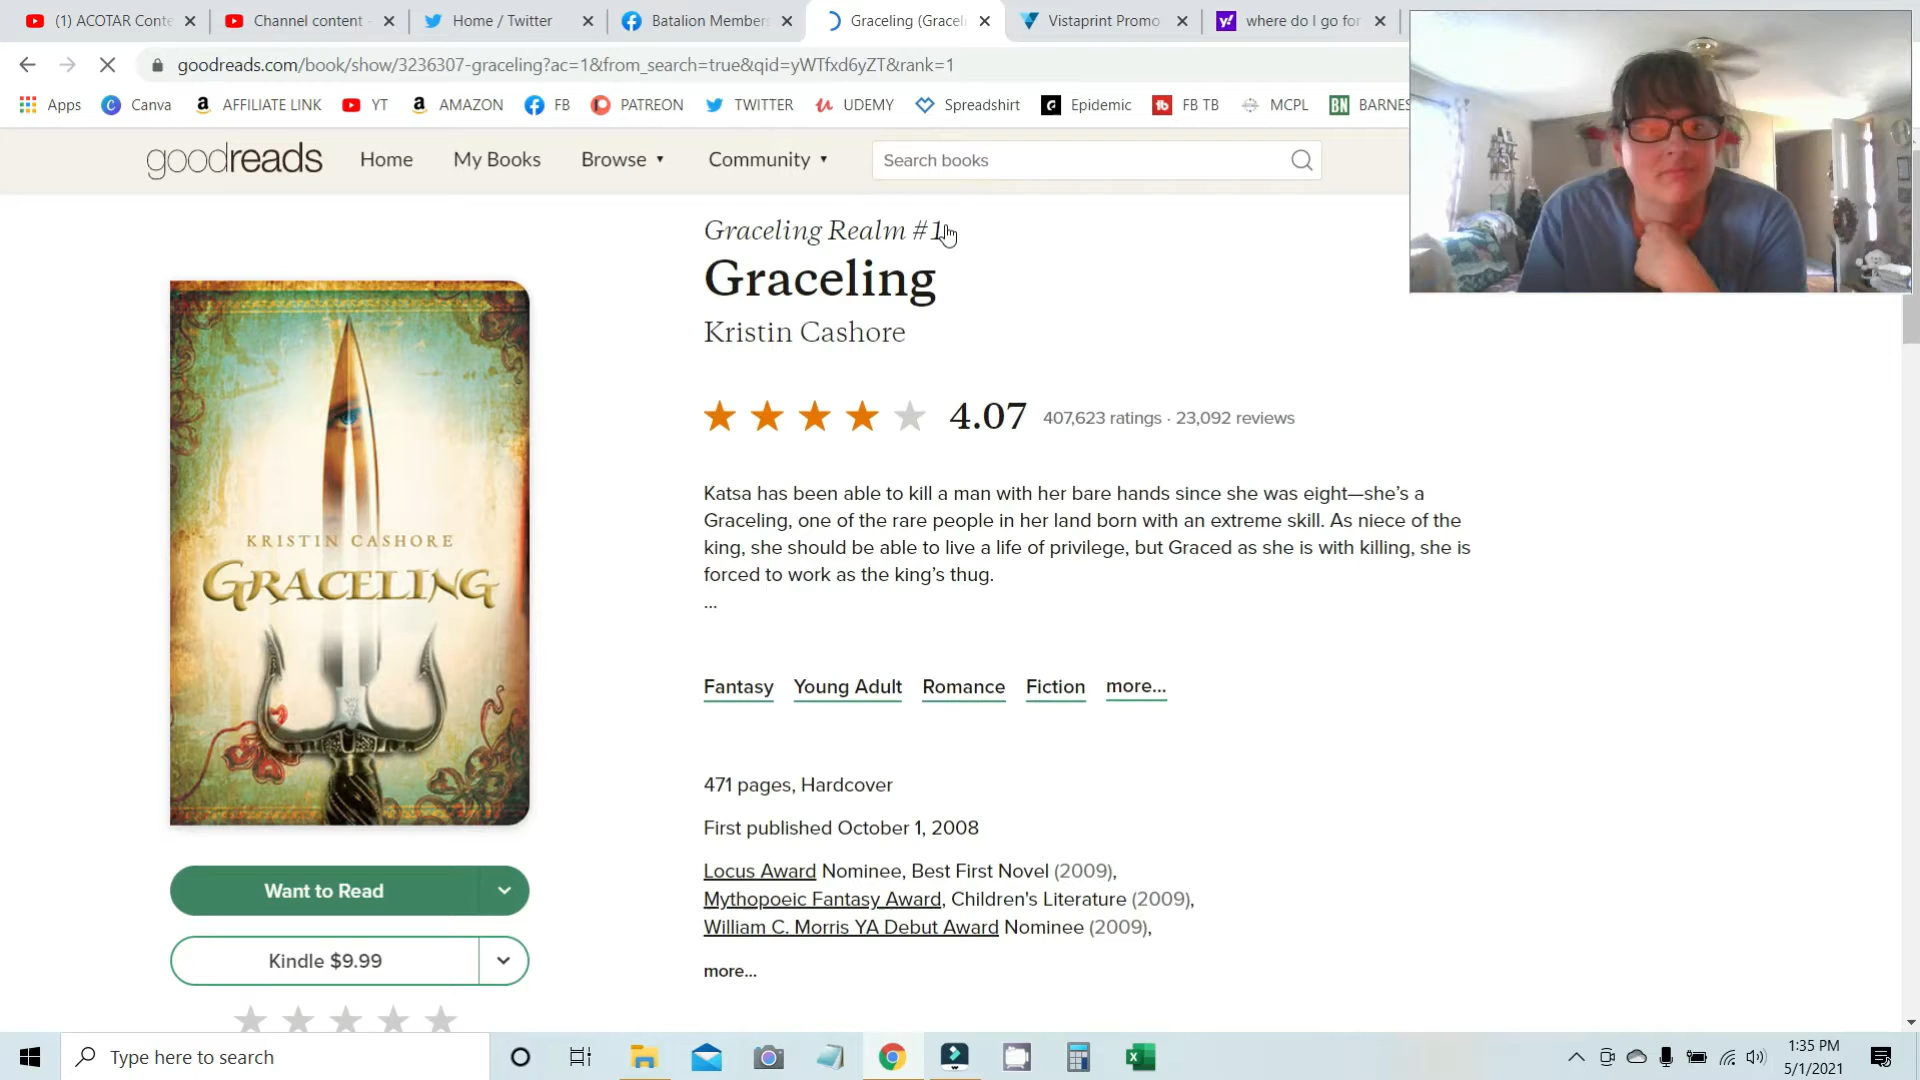 (1) ACOTAR Conte
Channel content -
Home / Twitter
Batalion Members
Graceling (Graceli
Vistaprint Promo
where do I go for
goodreads.com/book/show/3236307-graceling?ac=1&from_search=true&qid=yWTfxd6yZT&rank=1
Apps
Canva
AFFILIATE LINK
YT
AMAZON
FB
PATREON
TWITTER
UDEMY
Spreadshirt
Epidemic
FB TB
MCPL
BN BARNES
goodreads
Home
My Books
Browse
Community
Search books
Graceling Realm #1
Graceling
Kristin Cashore
4.07 407,623 ratings · 23,092 reviews
Katsa has been able to kill a man with her bare hands since she was eight—she's a
Graceling, one of the rare people in her land born with an extreme skill. As niece of the
king, she should be able to live a life of privilege, but Graced as she is with killing, she is
forced to work as the king's thug.
...
KRISTIN CASHORE
GRACELING
Fantasy Young Adult Romance Fiction more...
471 pages, Hardcover
First published October 1, 2008
Locus Award Nominee, Best First Novel (2009),
Mythopoeic Fantasy Award, Children's Literature (2009),
William C. Morris YA Debut Award Nominee (2009),
more...
Want to Read
Kindle $9.99
Type here to search
1:35 PM
5/1/2021